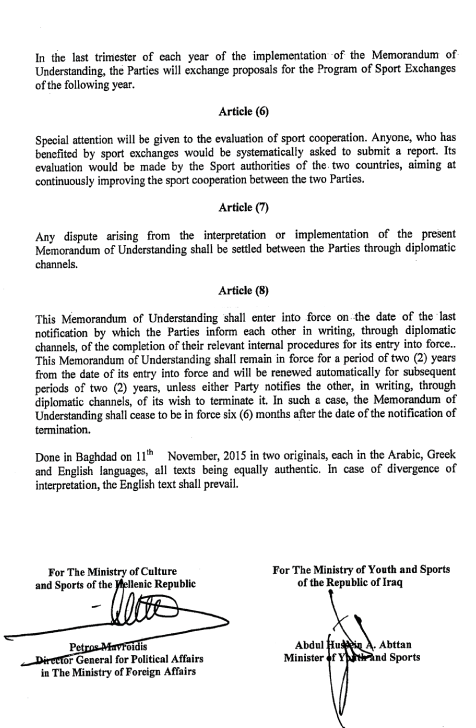 In the last trimester of each year of the implementation of the Memorandum of
Understanding, the Parties will exchange proposals for the Program of Sport Exchanges
of the following year.
Article (6)
Special attention will be given to the evaluation of sport cooperation. Anyone, who has
benefited by sport exchanges would be systematically asked to submit a report. Its
evaluation would be made by the Sport authorities of the two countries, aiming at
continuously improving the sport cooperation between the two Parties.
Article (7)
Any dispute arising from the interpretation or implementation of the present
Memorandum of Understanding shall be settled between the Parties through diplomatic
channels.
Article (8)
This Memorandum of Understanding shall enter into force on the date of the last
notification by which the Parties inform each other in writing, through diplomatic
channels, of the completion of their relevant internal procedures for its entry into force..
This Memorandum of Understanding shall remain in force for a period of two (2) years
from the date of its entry into force and will be renewed automatically for subsequent
periods of two (2) years, unless either Party notifies the other, in writing, through
diplomatic channels, of its wish to terminate it. In such a case, the Memorandum of
Understanding shall cease to be in force six (6) months after the date of the notification of
termination.
Done in Baghdad on 11th November, 2015 in two originals, each in the Arabic, Greek
and English languages, all texts being equally authentic. In case of divergence of
interpretation, the English text shall prevail.
For The Ministry of Culture
and Sports of the Hellenic Republic
Petros Mavroidis
Director General for Political Affairs
in The Ministry of Foreign Affairs
For The Ministry of Youth and Sports
of the Republic of Iraq
Abdul Hussein A. Abttan
Minister of Youth and Sports